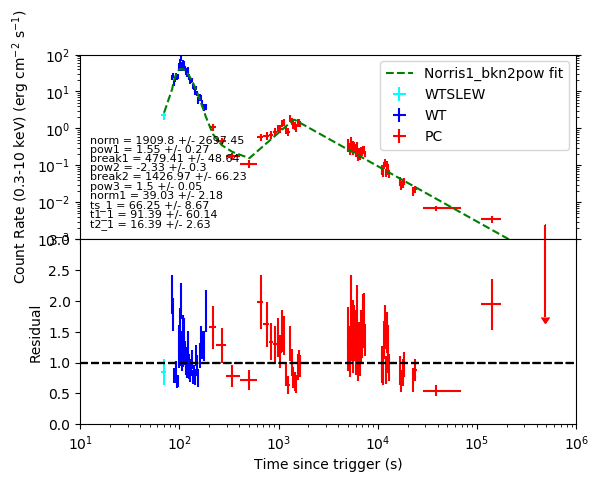 Count Rate (0.3-10 keV) (erg cm⁻² s⁻¹)
10²
10¹
10⁰
10⁻¹
10⁻²
10⁻³
Norris1_bkn2pow fit
WTSLEW
WT
PC
norm = 1909.8 +/- 2697.45
pow1 = 1.55 +/- 0.27
break1 = 479.41 +/- 48.64
pow2 = -2.33 +/- 0.3
break2 = 1426.97 +/- 66.23
pow3 = 1.5 +/- 0.05
norm1 = 39.03 +/- 2.18
ts_1 = 66.25 +/- 8.67
t1_1 = 91.39 +/- 60.14
t2_1 = 16.39 +/- 2.63
Residual
3.0
2.5
2.0
1.5
1.0
0.5
0.0
10¹ 10² 10³ 10⁴ 10⁵ 10⁶
Time since trigger (s)